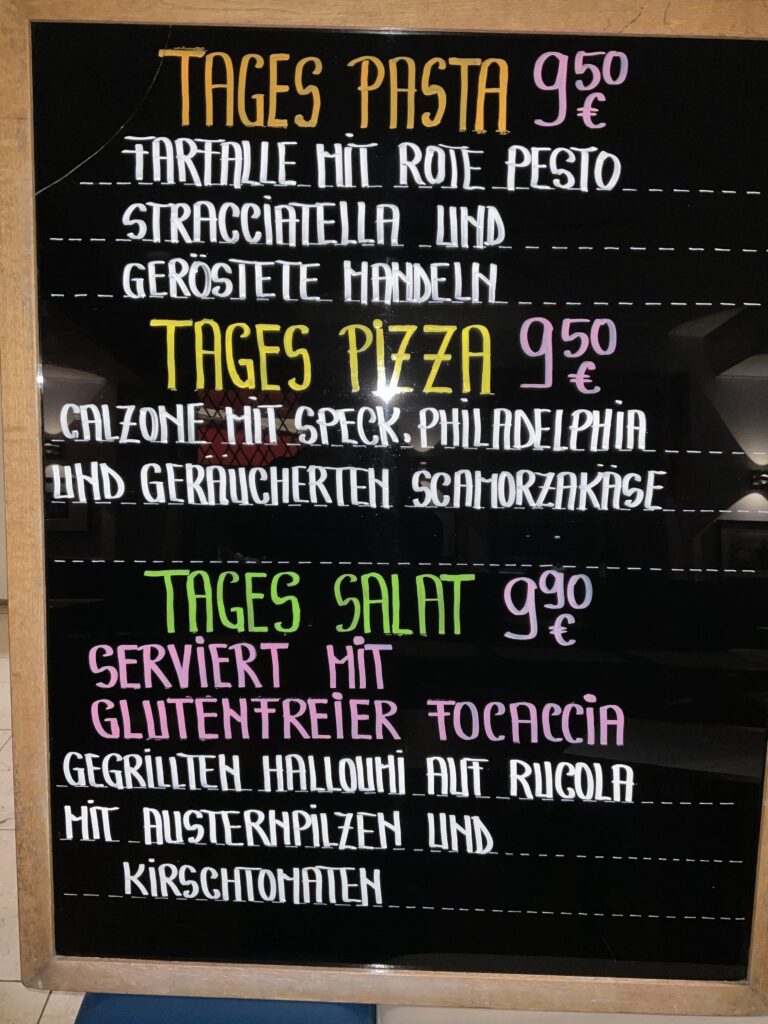 TAGES PASTA 9,50 €
FARFALLE MIT ROTE PESTO
STRACCIATELLA UND
GERÖSTETE MANDELN
TAGES PIZZA 9,50 €
CALZONE MIT SPECK, PHILADELPHIA
UND GERAUCHERTEN SCAMORZAKÄSE
TAGES SALAT 9,90 €
SERVIERT MIT
GLUTENFREIER FOCACCIA
GEGRILLTEN HALLOUMI AUF RUCOLA
MIT AUSTERNPILZEN UND
KIRSCHTOMATEN